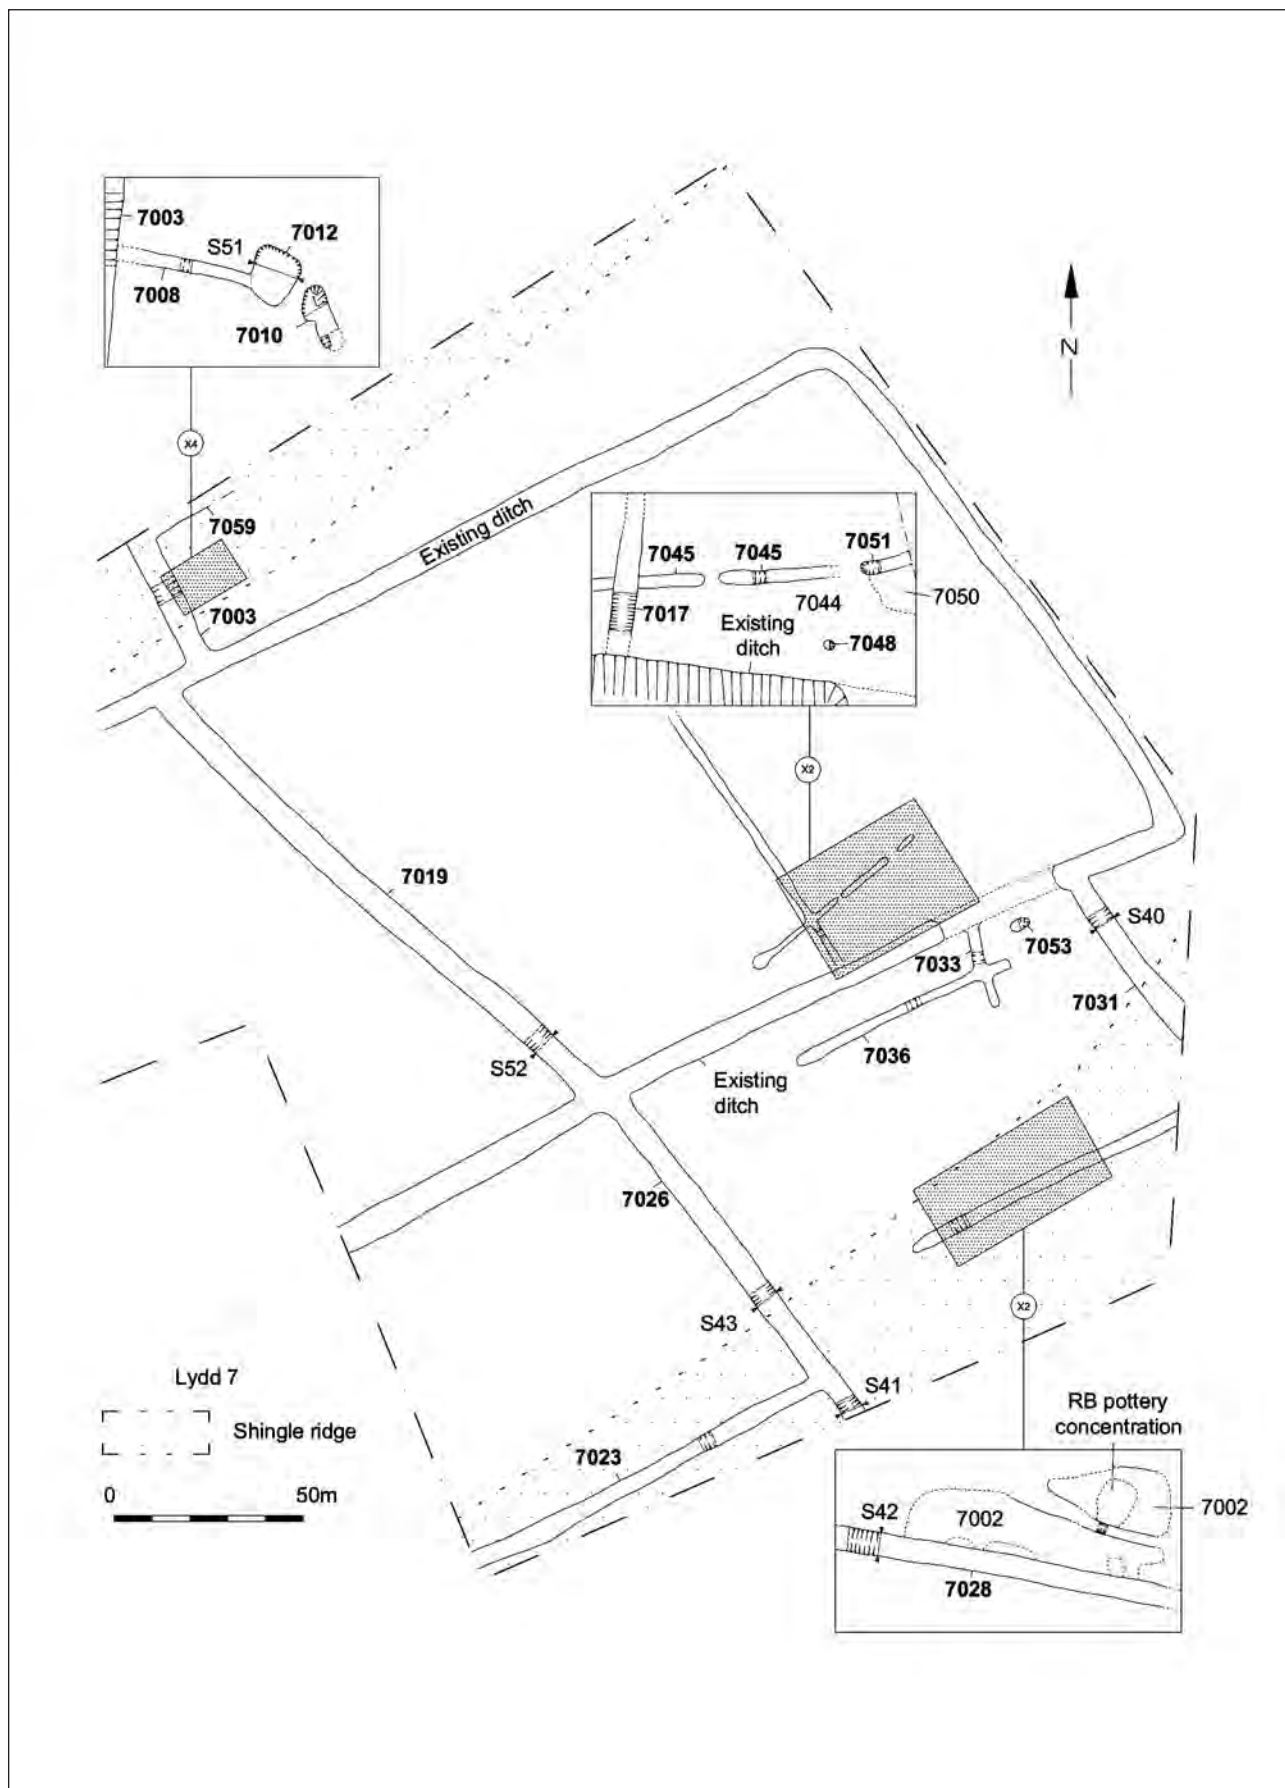 7003
S51
7012
7008
7010
X4
N
Existing ditch
7059
7003
7045
7045
7051
7044
7050
7017
Existing
ditch
7048
X2
7019
S40
7053
7033
7031
S52
7036
Existing
ditch
7026
S43
X2
S41
Lydd 7
Shingle ridge
RB pottery
concentration
7023
0
50m
S42
7002
7002
7028